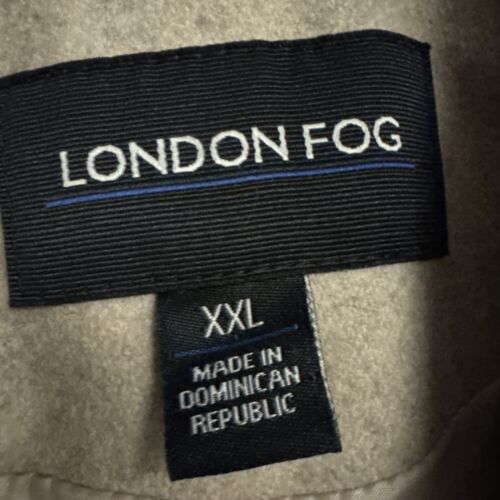 LONDON FOG
XXL
MADE IN
DOMINICAN
REPUBLIC